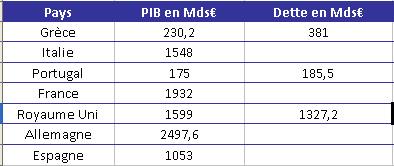 Pays PIB en Mds€ Dette en Mds€
Grèce 230,2 381
Italie 1548
Portugal 175 185,5
France 1932
Royaume Uni 1599 1327,2
Allemagne 2497,6
Espagne 1053